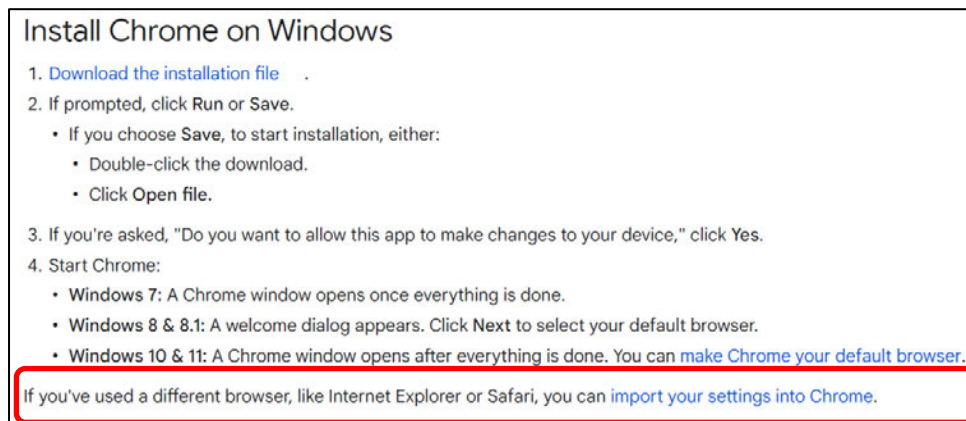 Install Chrome on Windows
1. Download the installation file .
2. If prompted, click Run or Save.
• If you choose Save, to start installation, either:
• Double-click the download.
• Click Open file.
3. If you're asked, "Do you want to allow this app to make changes to your device," click Yes.
4. Start Chrome:
• Windows 7: A Chrome window opens once everything is done.
• Windows 8 & 8.1: A welcome dialog appears. Click Next to select your default browser.
• Windows 10 & 11: A Chrome window opens after everything is done. You can make Chrome your default browser.
If you've used a different browser, like Internet Explorer or Safari, you can import your settings into Chrome.